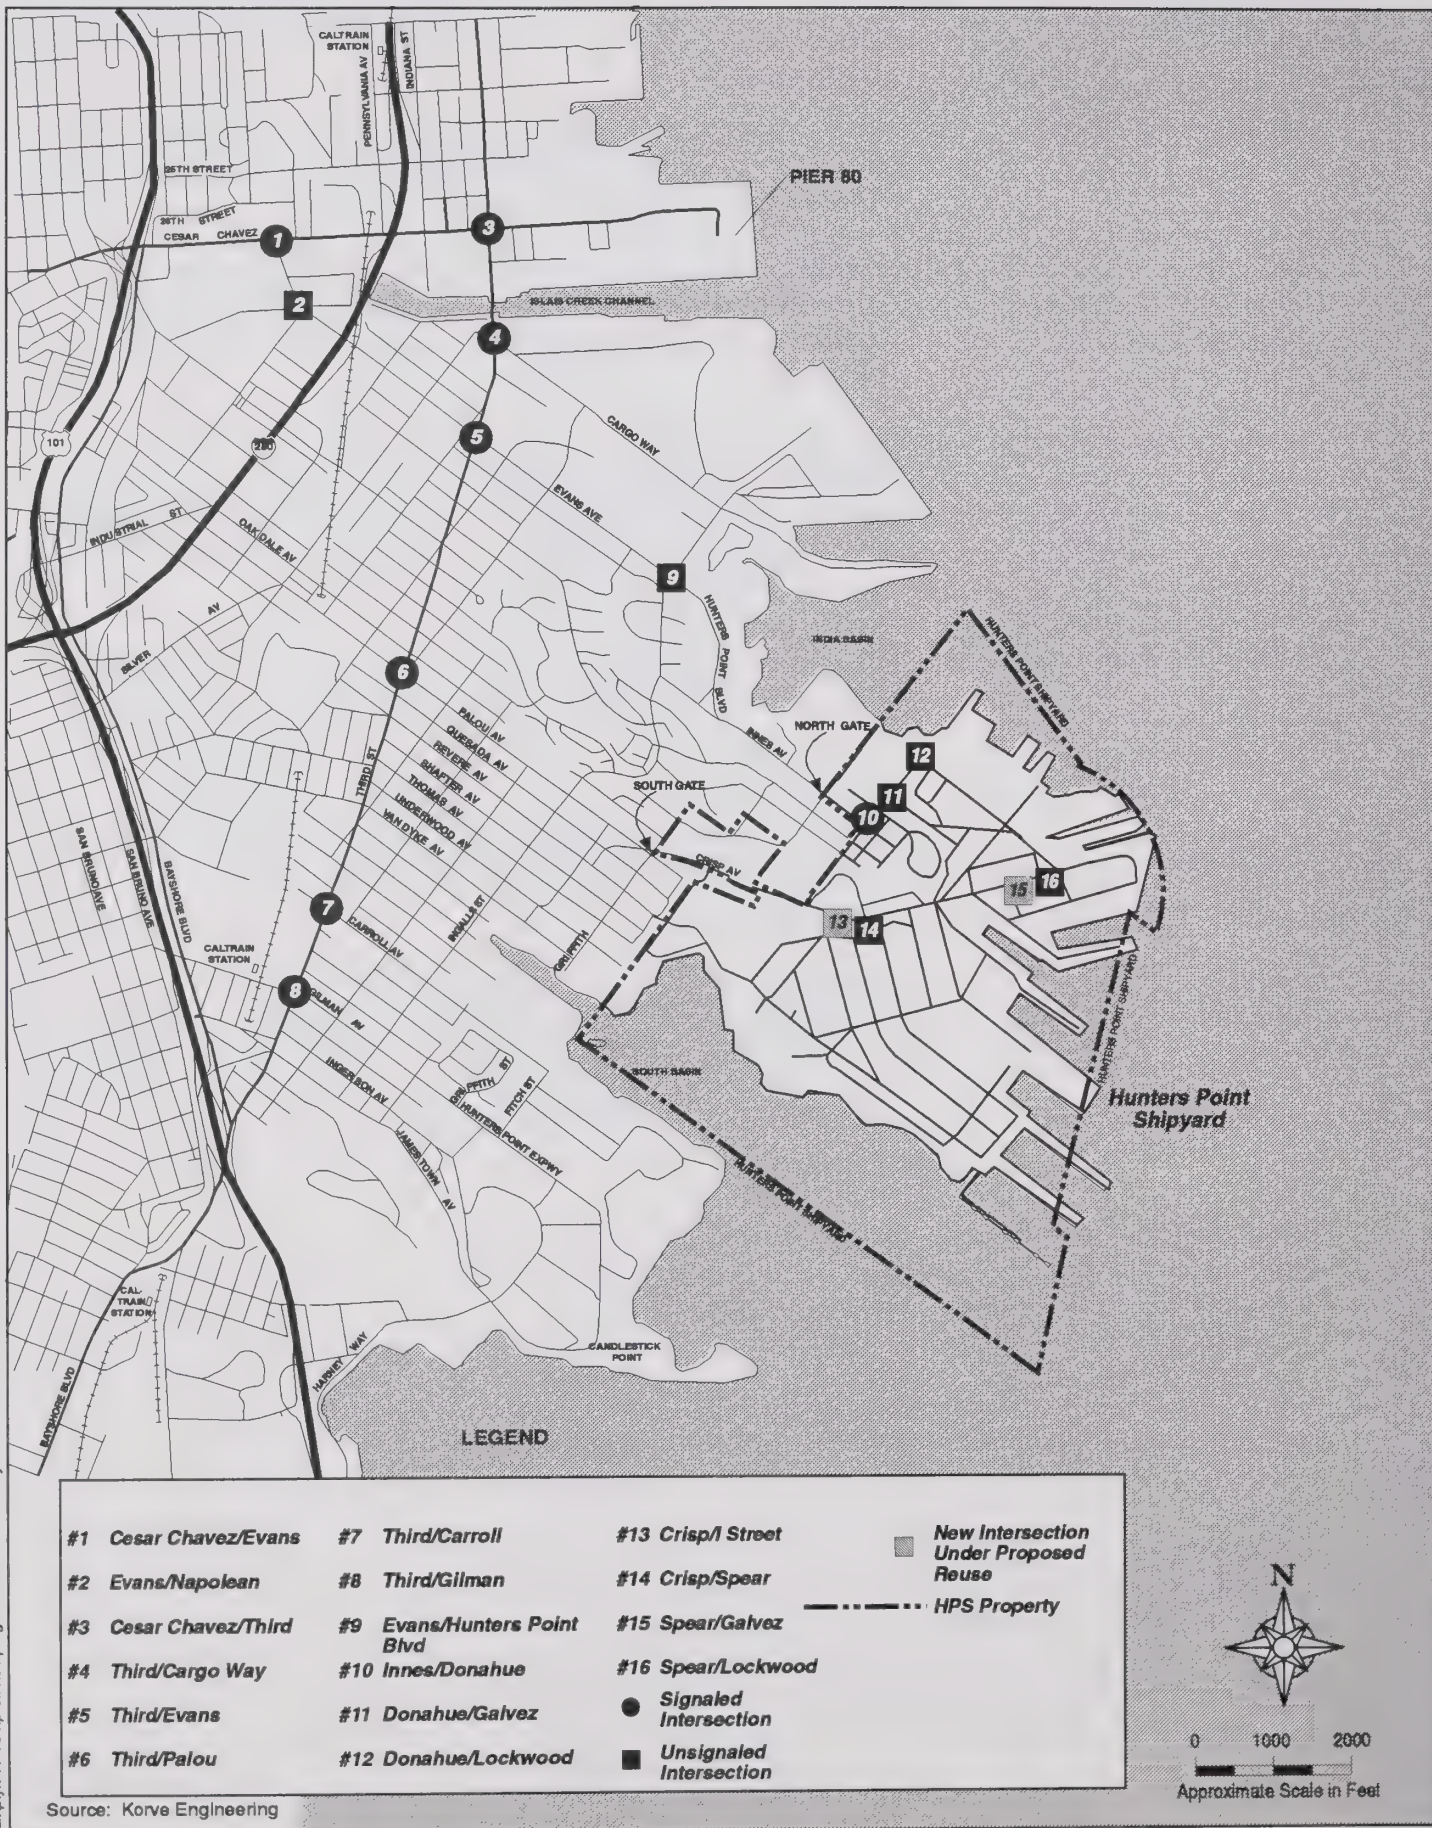 CALTRAIN
STATION
PENNSYLVANIA AV
INDIANA ST
25TH STREET
PIER 80
26TH STREET
CESAR CHAVEZ
1
3
2
ISLAIS CREEK CHANNEL
4
101
280
5
CARGO WAY
EVANS AVE
INDUSTRIAL ST
OAKDALE AV
9
HUNTERS POINT BLVD
INDIA BASIN
HUNTERS POINT SHIPYARD
SILVER AV
6
PALOU AV
QUESADA AV
REVERE AV
SHAFTER AV
THOMAS AV
UNDERWOOD AV
VAN DYKE AV
THIRD ST
INNES AV
NORTH GATE
SOUTH GATE
12
11
10
CRISP AV
15
16
13
14
SAN BRUNO AVE
SAN BRUNO AVE
BAYSHORE BLVD
7
CARROLL AV
INGALLS ST
GRIFFITH
CALTRAIN
STATION
8
GILMAN AV
HUNTERS POINT SHIPYARD
SOUTH BASIN
INGERSON AV
GRIFFITH ST
FITCH ST
HUNTERS POINT EXPWY
JAMESTOWN AV
Hunters Point
Shipyard
HUNTERS POINT SHIPYARD
CAL-
TRAIN
STATION
BAYSHORE BLVD
HARNEY WAY
CANDLESTICK
POINT
LEGEND
#1 Cesar Chavez/Evans
#2 Evans/Napolean
#3 Cesar Chavez/Third
#4 Third/Cargo Way
#5 Third/Evans
#6 Third/Palou
#7 Third/Carroll
#8 Third/Gilman
#9 Evans/Hunters Point
Blvd
#10 Innes/Donahue
#11 Donahue/Galvez
#12 Donahue/Lockwood
#13 Crisp/I Street
#14 Crisp/Spear
#15 Spear/Galvez
#16 Spear/Lockwood
Signaled
Intersection
Unsignaled
Intersection
New Intersection
Under Proposed
Reuse
HPS Property
N
0 1000 2000
Approximate Scale in Feet
Source: Korve Engineering